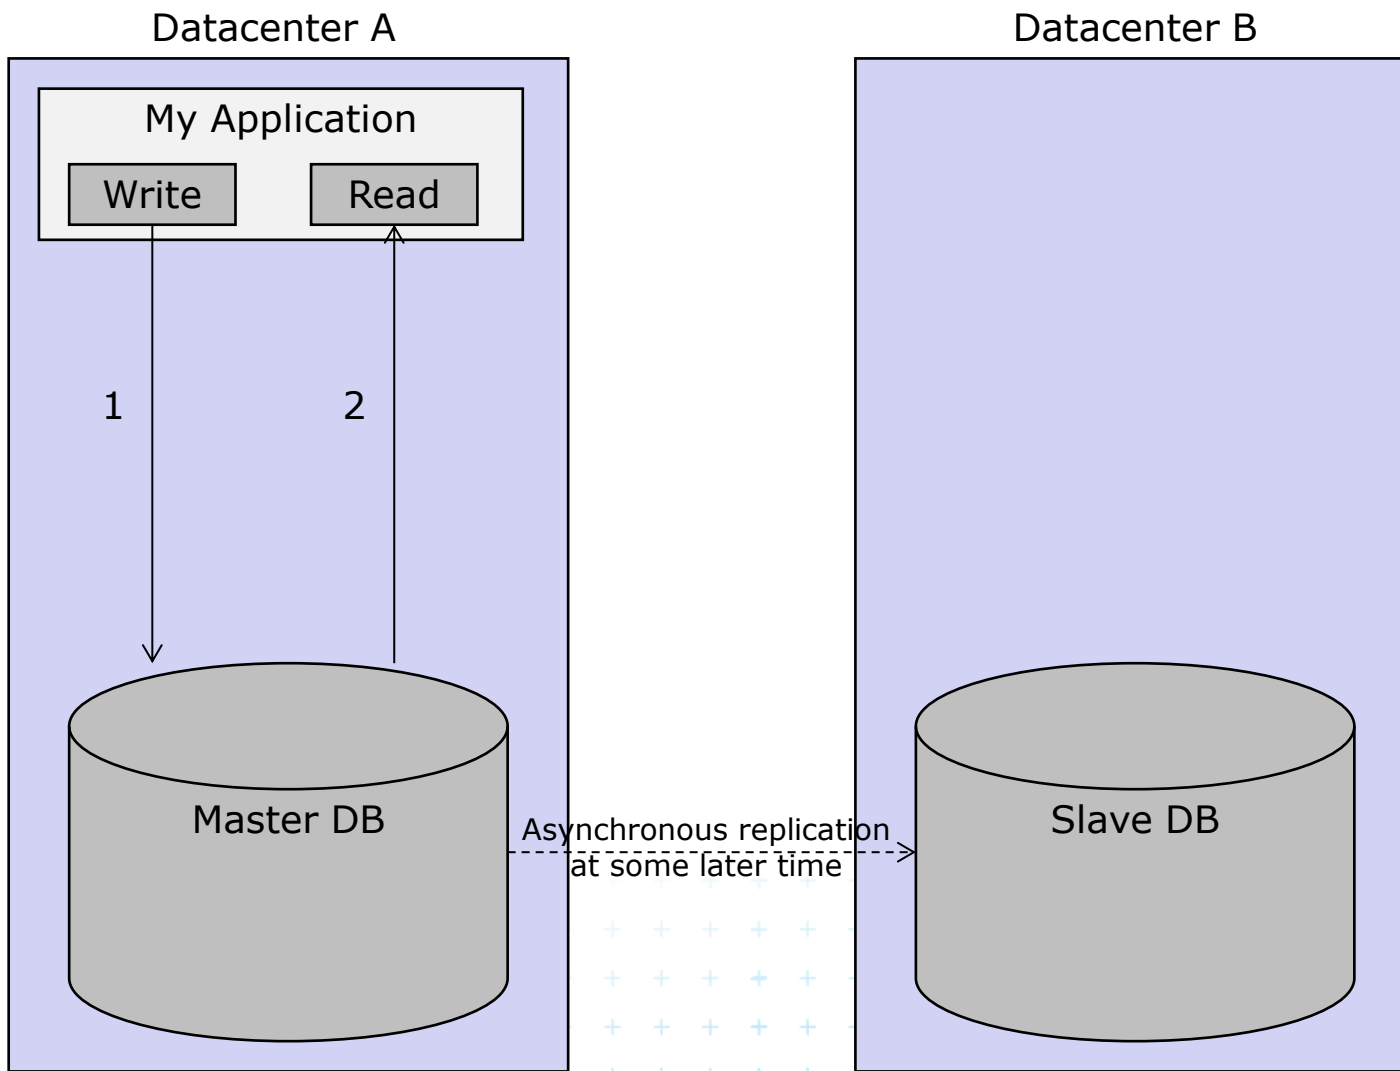 Datacenter A
Datacenter B
My Application
Write
Read
1
2
Master DB
Asynchronous replication
at some later time
Slave DB